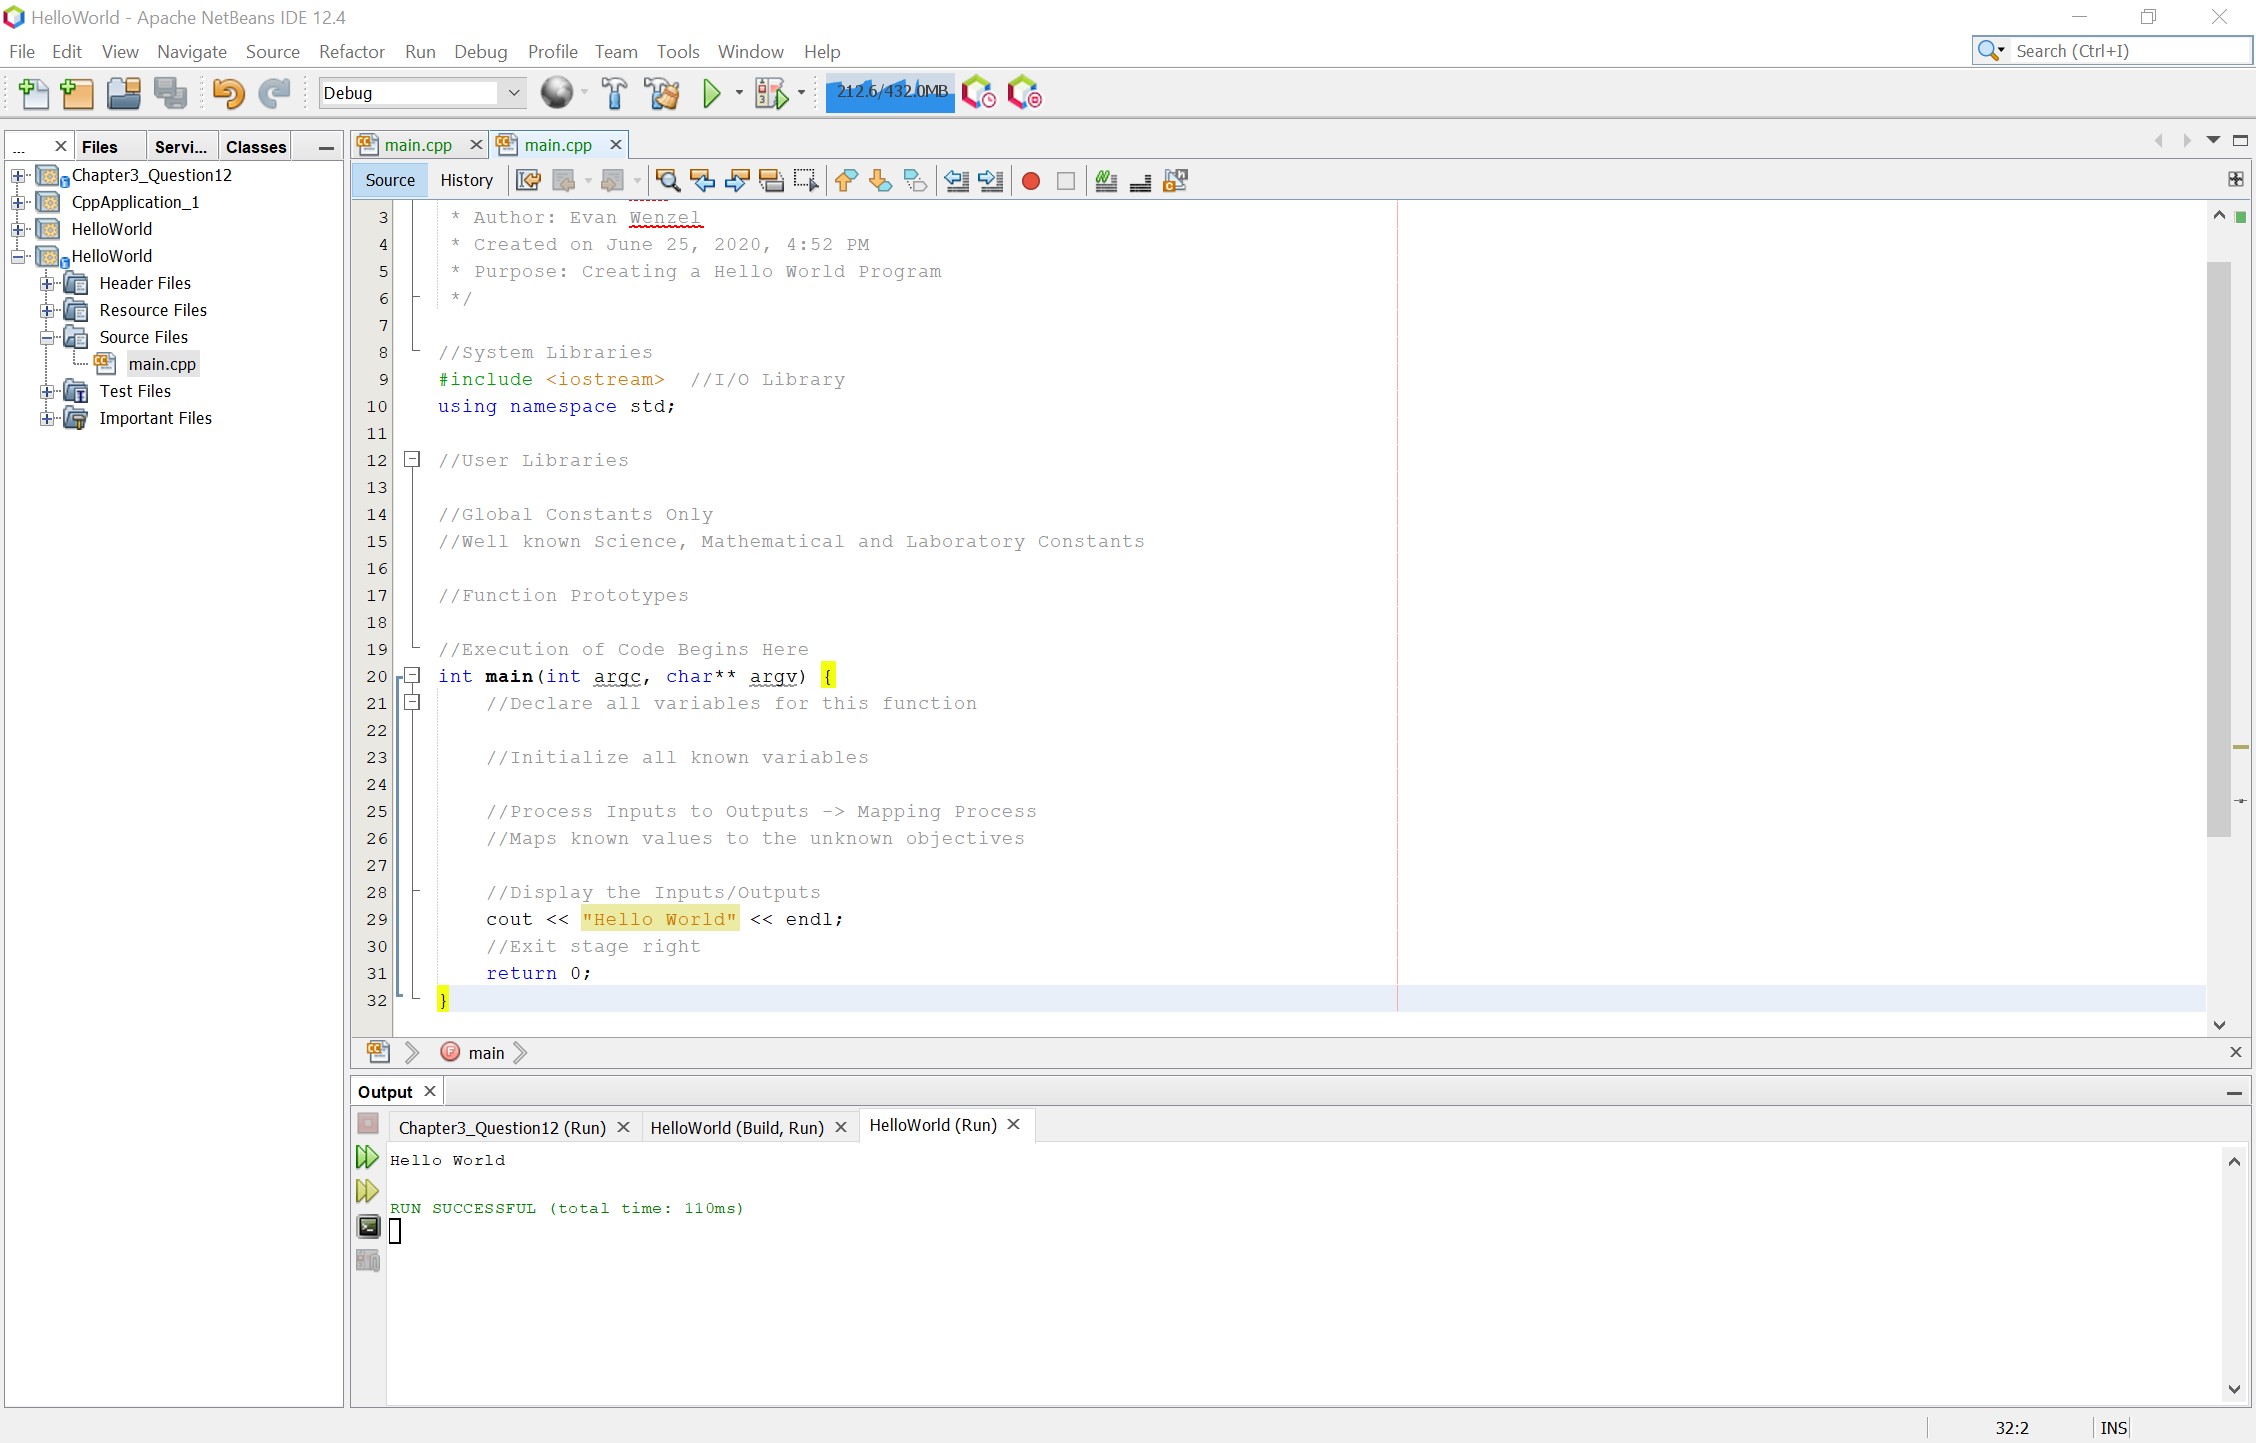 HelloWorld - Apache NetBeans IDE 12.4
File Edit View Navigate Source Refactor Run Debug Profile Team Tools Window Help
Search (Ctrl+I)
Debug
212.6/432.0MB
... Files Servi... Classes
Chapter3_Question12
CppApplication_1
HelloWorld
HelloWorld
Header Files
Resource Files
Source Files
main.cpp
Test Files
Important Files
main.cpp main.cpp
Source History
3 * Author: Evan Wenzel
4 * Created on June 25, 2020, 4:52 PM
5 * Purpose: Creating a Hello World Program
6 */
7
8 //System Libraries
9 #include <iostream> //I/O Library
10 using namespace std;
11
12 //User Libraries
13
14 //Global Constants Only
15 //Well known Science, Mathematical and Laboratory Constants
16
17 //Function Prototypes
18
19 //Execution of Code Begins Here
20 int main(int argc, char** argv) {
21 //Declare all variables for this function
22
23 //Initialize all known variables
24
25 //Process Inputs to Outputs -> Mapping Process
26 //Maps known values to the unknown objectives
27
28 //Display the Inputs/Outputs
29 cout << "Hello World" << endl;
30 //Exit stage right
31 return 0;
32 }
main
Output
Chapter3_Question12 (Run) HelloWorld (Build, Run) HelloWorld (Run)
Hello World
RUN SUCCESSFUL (total time: 110ms)
32:2 INS